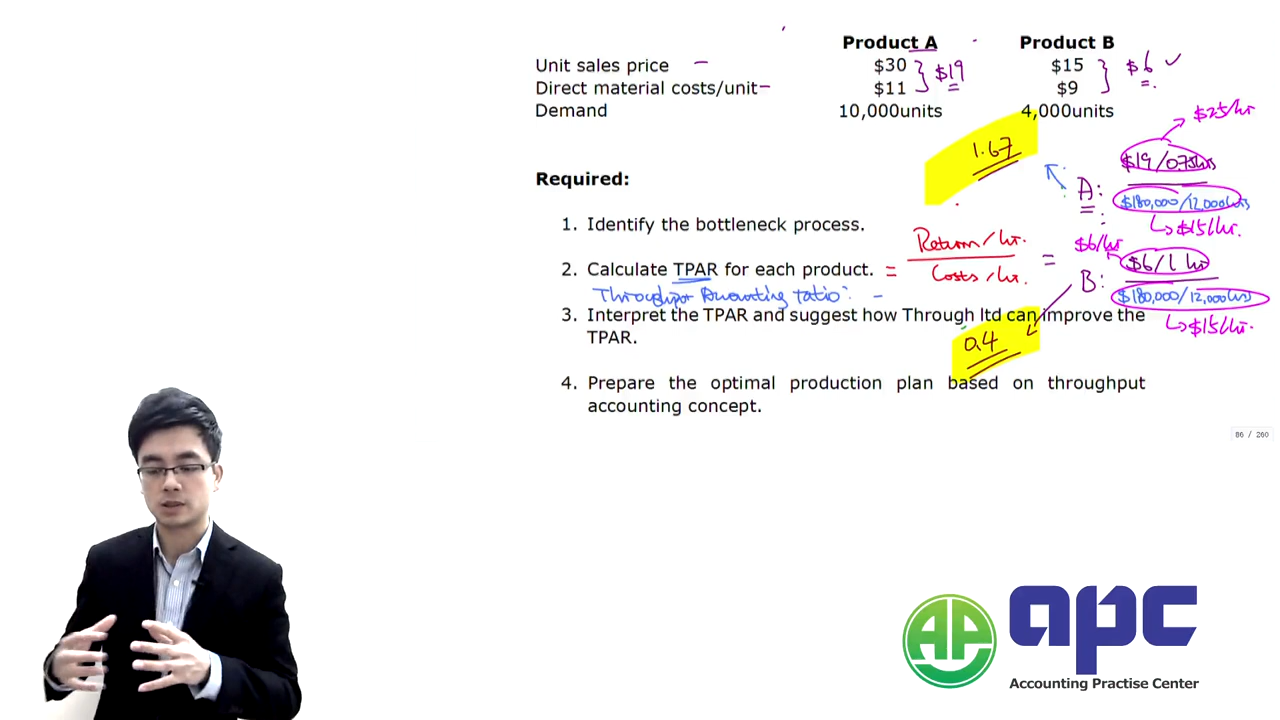 Product A Product B
Unit sales price – $30 $15
$19 $6 ✓
Direct material costs/unit – $11 $9
Demand 10,000units 4,000units
$25/hr
1.67
$19/0.75hrs
Required:
A:
$180,000/12,000hrs
1. Identify the bottleneck process.
$15/hr.
Return/hr.
$6/hr
$6/1 hr
2. Calculate TPAR for each product. = =
Costs/hr.
B:
Throughput Accounting ratio:
$180,000/12,000hrs
3. Interpret the TPAR and suggest how Through ltd can improve the
$15/hr.
TPAR.
0.4
4. Prepare the optimal production plan based on throughput
accounting concept.
86 / 260
AP
apc
Accounting Practise Center